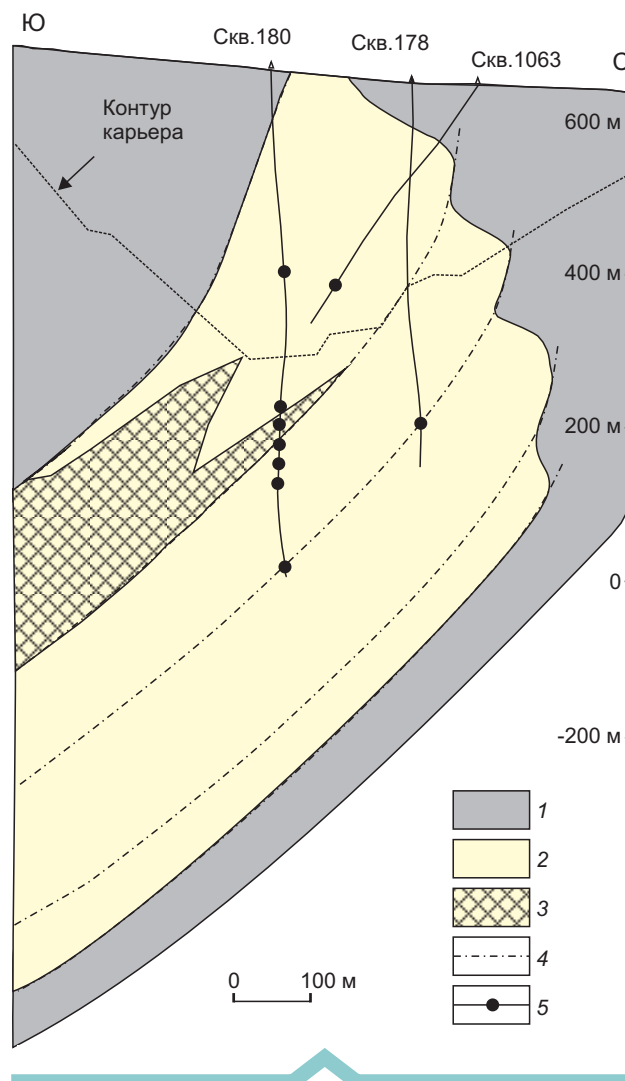 Ю
Скв.180
Скв.178
Скв.1063
С
Контур
карьера
600 м
400 м
200 м
0
-200 м
1
2
3
4
5
0 100 м